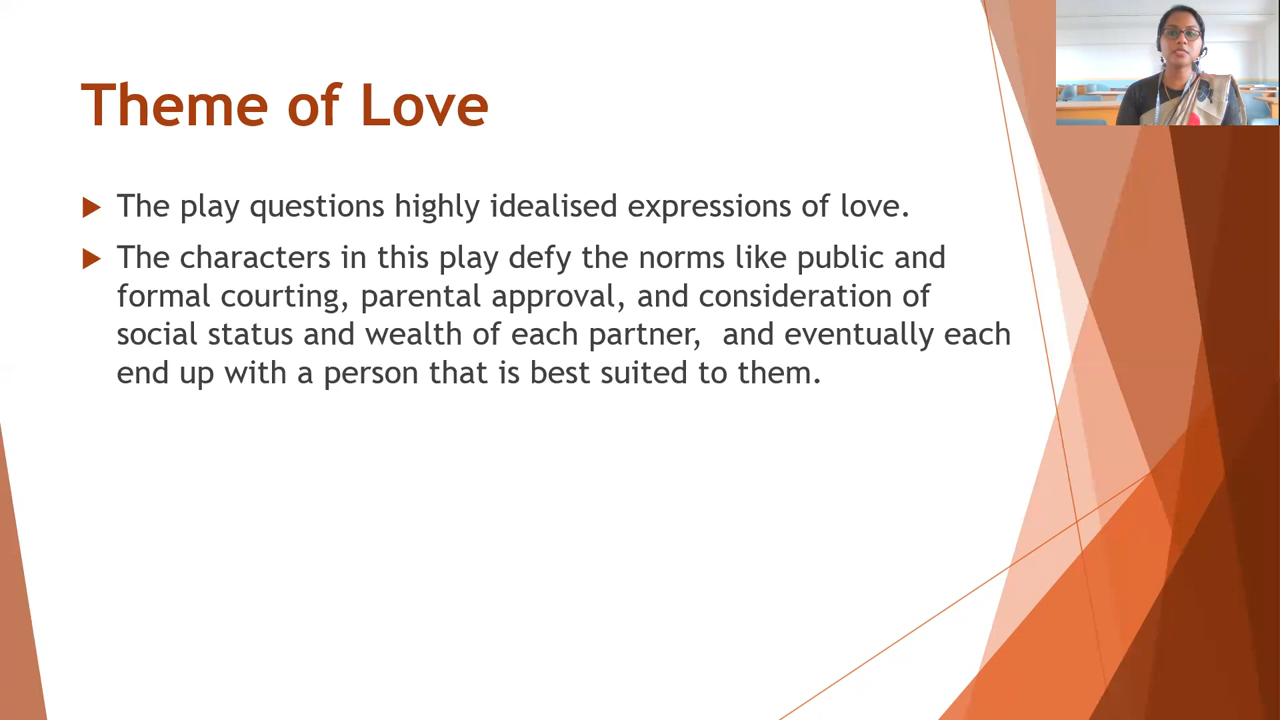 Theme of Love
The play questions highly idealised expressions of love.
The characters in this play defy the norms like public and
formal courting, parental approval, and consideration of
social status and wealth of each partner,  and eventually each
end up with a person that is best suited to them.